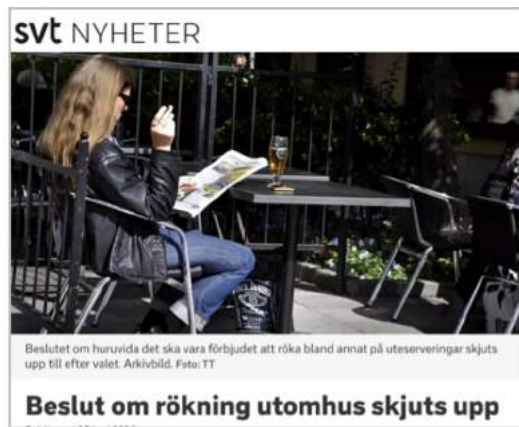 svt NYHETER
Beslutet om huruvida det ska vara förbjudet att röka bland annat på uteserveringar skjuts
upp till efter valet. Arkivbild. Foto: TT
Beslut om rökning utomhus skjuts upp